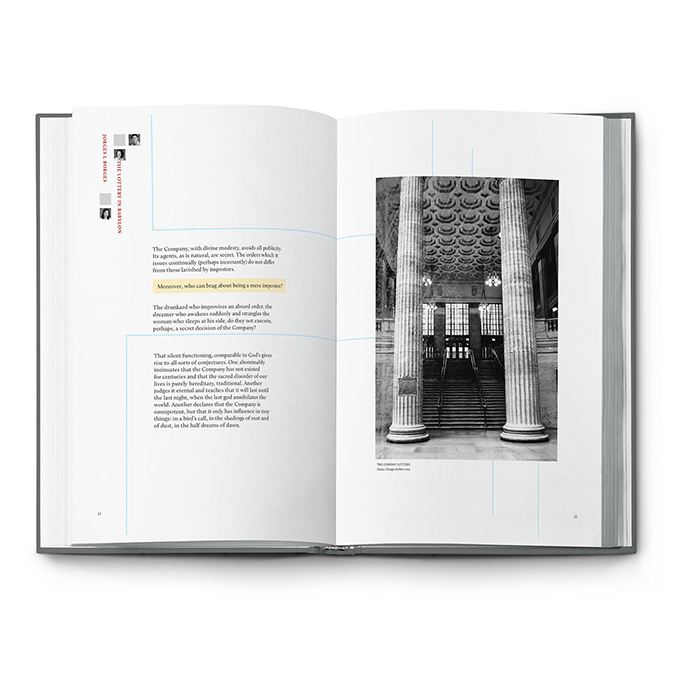 JORGES L BORGES
THE LOTTERY IN BABYLON
The Company, with divine modesty, avoids all publicity.
Its agents, as is natural, are secret. The orders which it
issues continually (perhaps incessantly) do not differ
from those lavished by impostors.
Moreover, who can brag about being a mere impostor?
The drunkard who improvises an absurd order, the
dreamer who awakens suddenly and strangles the
woman who sleeps at his side, do they not execute,
perhaps, a secret decision of the Company?
That silent functioning, comparable to God's gives
rise to all sorts of conjectures. One abominably
insinuates that the Company has not existed
for centuries and that the sacred disorder of our
lives is purely hereditary, traditional. Another
judges it eternal and teaches that it will last until
the last night, when the last god annihilates the
world. Another declares that the Company is
omnipotent, but that it only has influence in tiny
things: in a bird's call, in the shadings of rust and
of dust, in the half dreams of dawn.
THE COMPANY LOTTERY